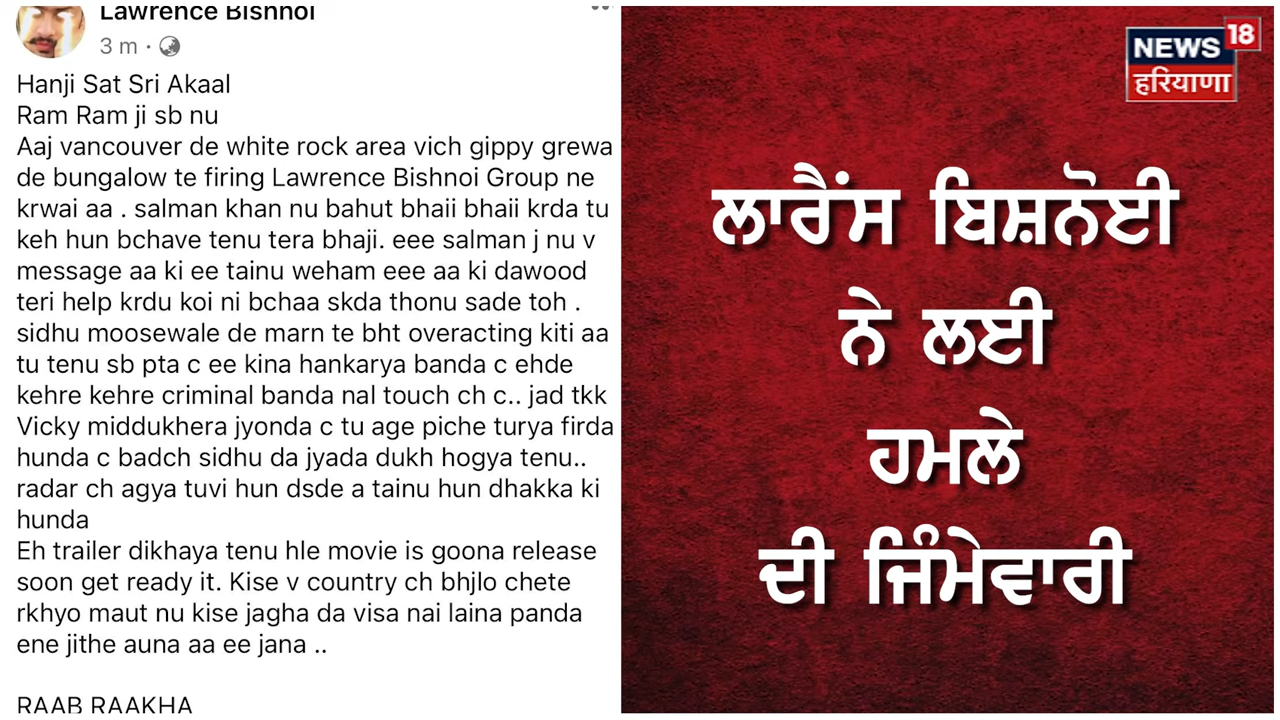 Lawrence Bishnoi
3 m
Hanji Sat Sri Akaal
Ram Ram ji sb nu
Aaj vancouver de white rock area vich gippy grewa
de bungalow te firing Lawrence Bishnoi Group ne
krwai aa . salman khan nu bahut bhaii bhaii krda tu
keh hun bchave tenu tera bhaji. eee salman j nu v
message aa ki ee tainu weham eee aa ki dawood
teri help krdu koi ni bchaa skda thonu sade toh .
sidhu moosewale de marn te bht overacting kiti aa
tu tenu sb pta c ee kina hankarya banda c ehde
kehre kehre criminal banda nal touch ch c.. jad tkk
Vicky middukhera jyonda c tu age piche turya firda
hunda c badch sidhu da jyada dukh hogya tenu..
radar ch agya tuvi hun dsde a tainu hun dhakka ki
hunda
Eh trailer dikhaya tenu hle movie is goona release
soon get ready it. Kise v country ch bhjlo chete
rkhyo maut nu kise jagha da visa nai laina panda
ene jithe auna aa ee jana ..
RAAB RAAKHA
NEWS 18
हरियाणा
ਲਾਰੈਂਸ ਬਿਸ਼ਨੋਈ
ਨੇ ਲਈ
ਹਮਲੇ
ਦੀ ਜਿੰਮੇਵਾਰੀ